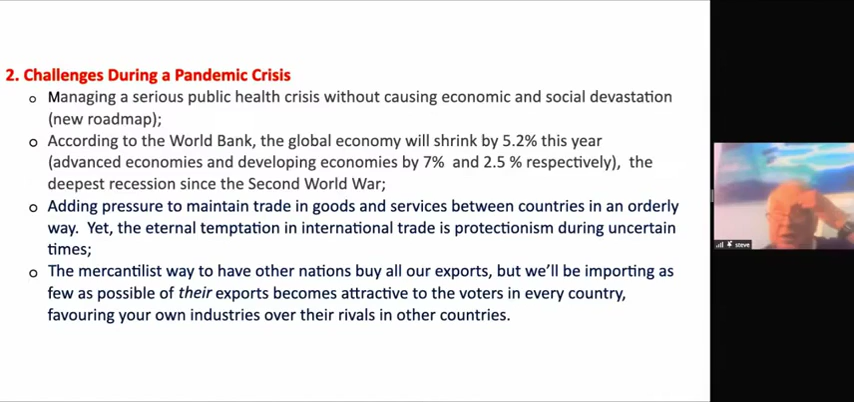 2. Challenges During a Pandemic Crisis
o Managing a serious public health crisis without causing economic and social devastation
(new roadmap);
o According to the World Bank, the global economy will shrink by 5.2% this year
(advanced economies and developing economies by 7% and 2.5 % respectively), the
deepest recession since the Second World War;
o Adding pressure to maintain trade in goods and services between countries in an orderly
way. Yet, the eternal temptation in international trade is protectionism during uncertain
times;
o The mercantilist way to have other nations buy all our exports, but we'll be importing as
few as possible of their exports becomes attractive to the voters in every country,
favouring your own industries over their rivals in other countries.
steve